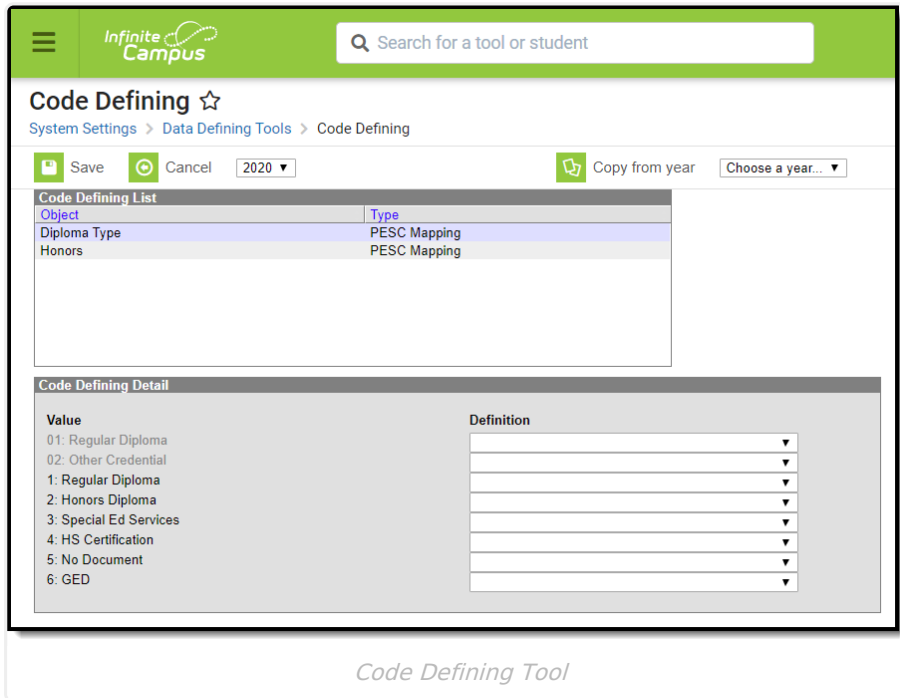 Infinite Campus
Search for a tool or student
Code Defining
System Settings > Data Defining Tools > Code Defining
Save Cancel 2020 Copy from year Choose a year...
Code Defining List
Object Type
Diploma Type PESC Mapping
Honors PESC Mapping
Code Defining Detail
Value Definition
01: Regular Diploma
02: Other Credential
1: Regular Diploma
2: Honors Diploma
3: Special Ed Services
4: HS Certification
5: No Document
6: GED
Code Defining Tool